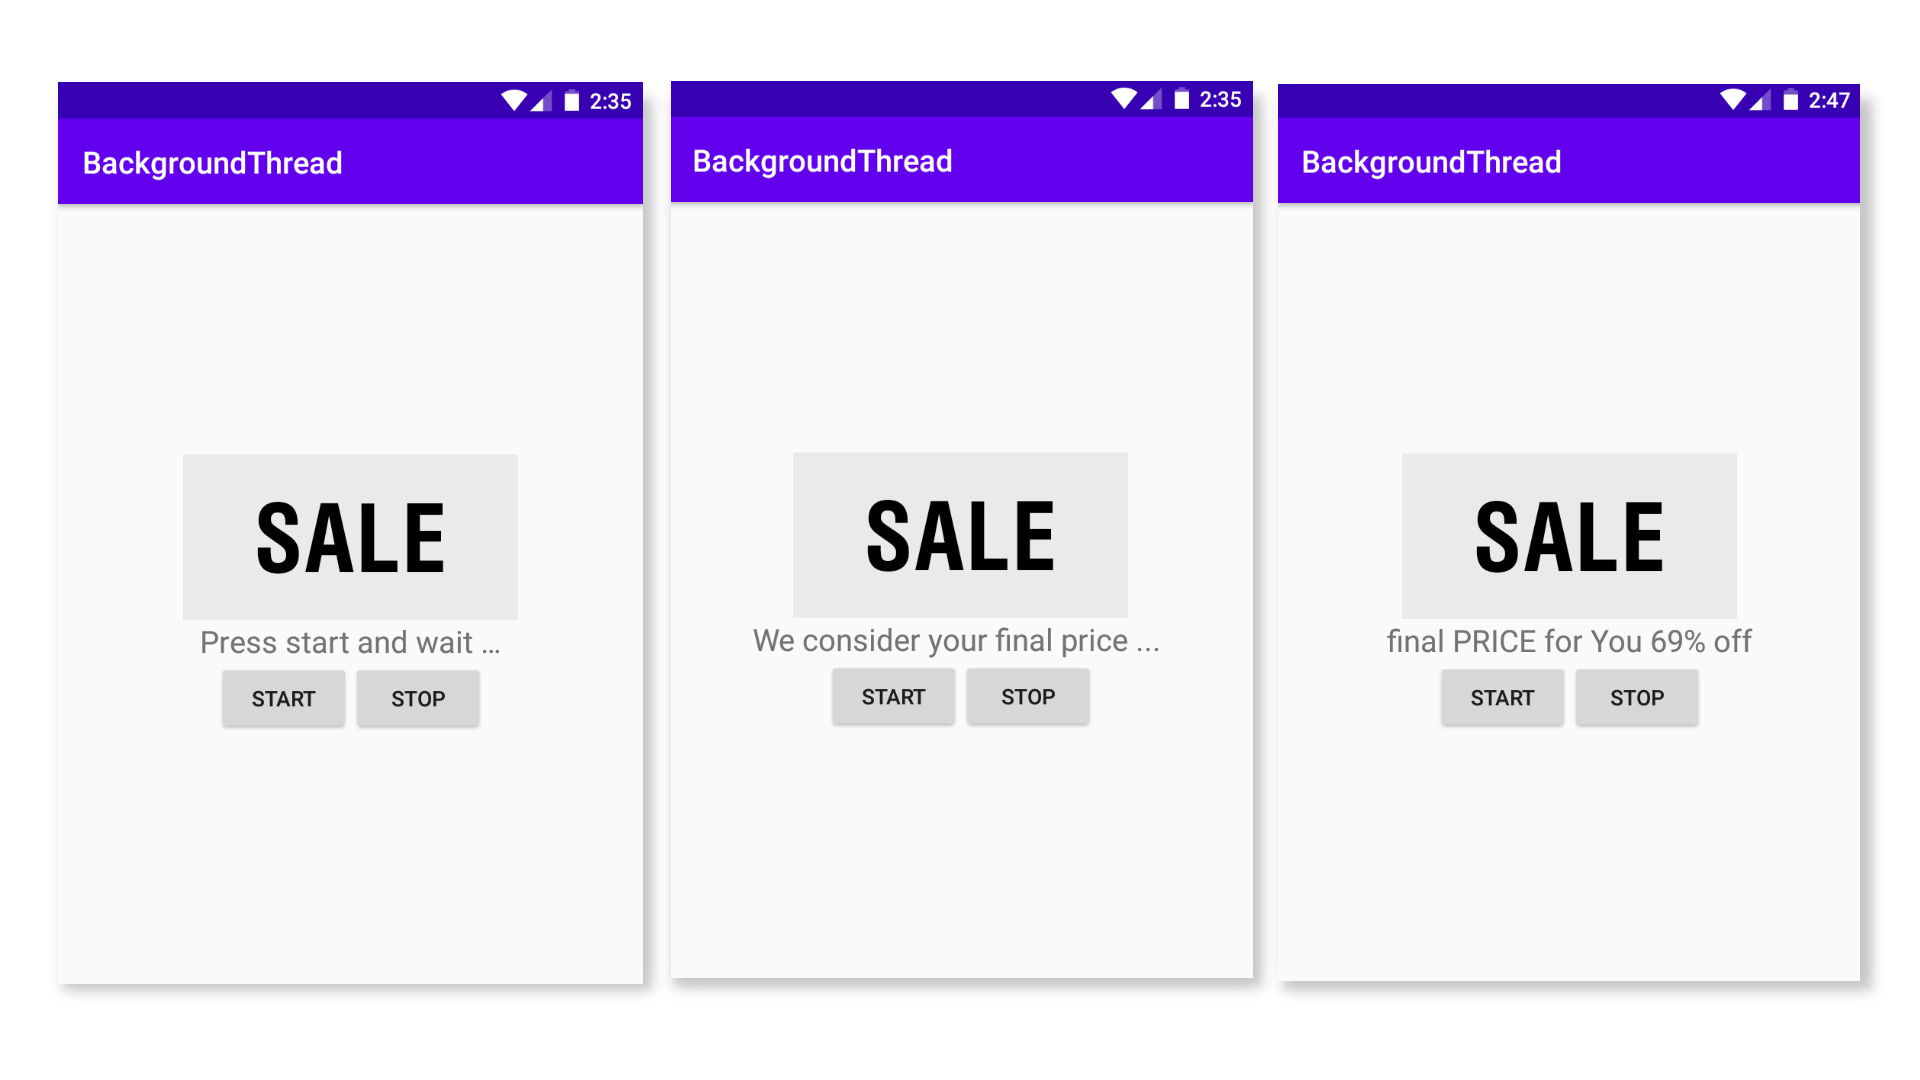 2:35
BackgroundThread
SALE
Press start and wait ...
START STOP
2:35
BackgroundThread
SALE
We consider your final price ...
START STOP
2:47
BackgroundThread
SALE
final PRICE for You 69% off
START STOP